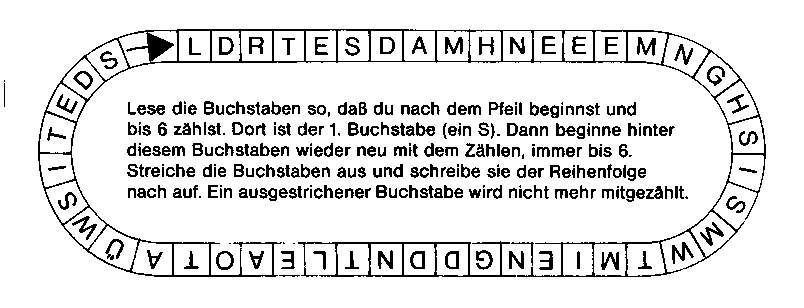 L D R T E S D A M H N E E E M N G H S I S M W T M I E N G D D N T L E A O T A Ü W S I T E D S
Lese die Buchstaben so, daß du nach dem Pfeil beginnst und
bis 6 zählst. Dort ist der 1. Buchstabe (ein S). Dann beginne hinter
diesem Buchstaben wieder neu mit dem Zählen, immer bis 6.
Streiche die Buchstaben aus und schreibe sie der Reihenfolge
nach auf. Ein ausgestrichener Buchstabe wird nicht mehr mitgezählt.